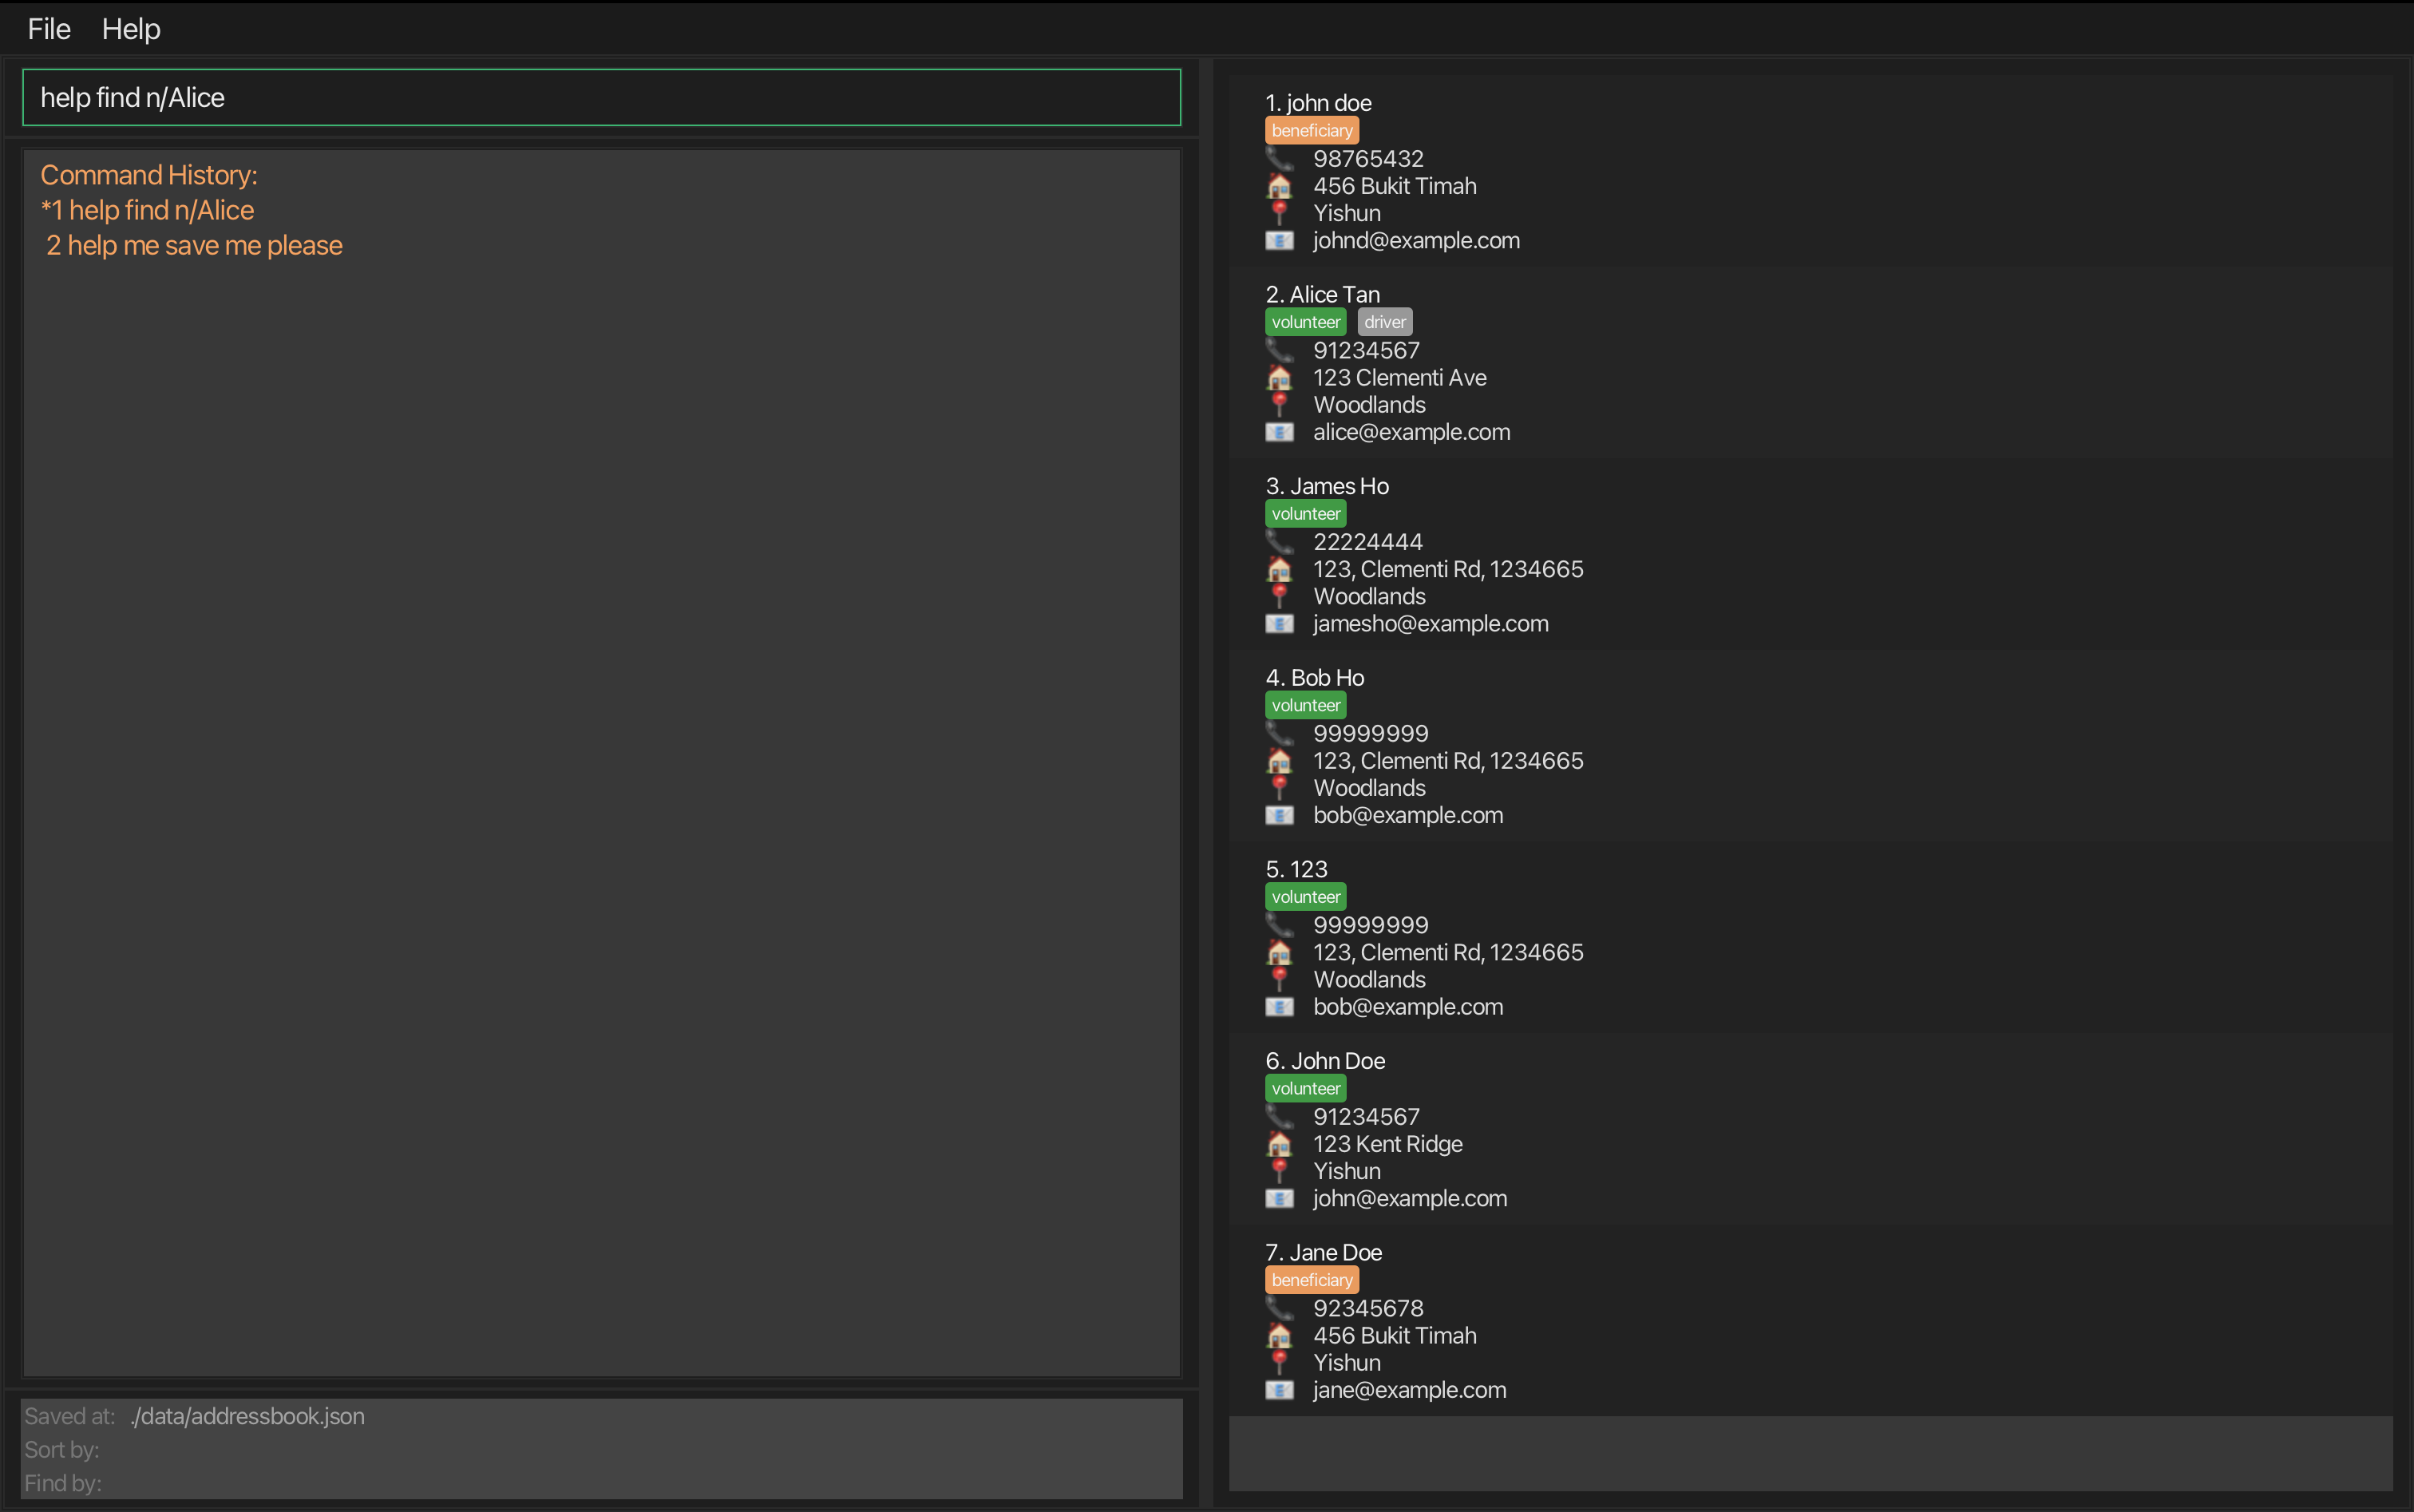 File Help
help find n/Alice
Command History:
*1 help find n/Alice
2 help me save me please
Saved at: ./data/addressbook.json
Sort by:
Find by:
1. john doe
beneficiary
98765432
456 Bukit Timah
Yishun
johnd@example.com
2. Alice Tan
volunteer driver
91234567
123 Clementi Ave
Woodlands
alice@example.com
3. James Ho
volunteer
22224444
123, Clementi Rd, 1234665
Woodlands
jamesho@example.com
4. Bob Ho
volunteer
99999999
123, Clementi Rd, 1234665
Woodlands
bob@example.com
5. 123
volunteer
99999999
123, Clementi Rd, 1234665
Woodlands
bob@example.com
6. John Doe
volunteer
91234567
123 Kent Ridge
Yishun
john@example.com
7. Jane Doe
beneficiary
92345678
456 Bukit Timah
Yishun
jane@example.com